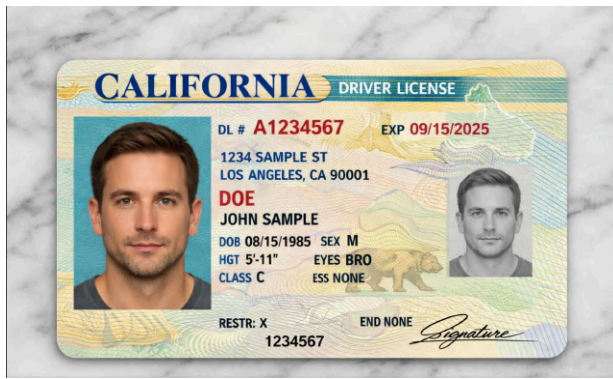 CALIFORNIA DRIVER LICENSE
DL # A1234567 EXP 09/15/2025
1234 SAMPLE ST
LOS ANGELES, CA 90001
DOE
JOHN SAMPLE
DOB 08/15/1985 SEX M
HGT 5'-11" EYES BRO
CLASS C ESS NONE
RESTR: X END NONE Signature
1234567